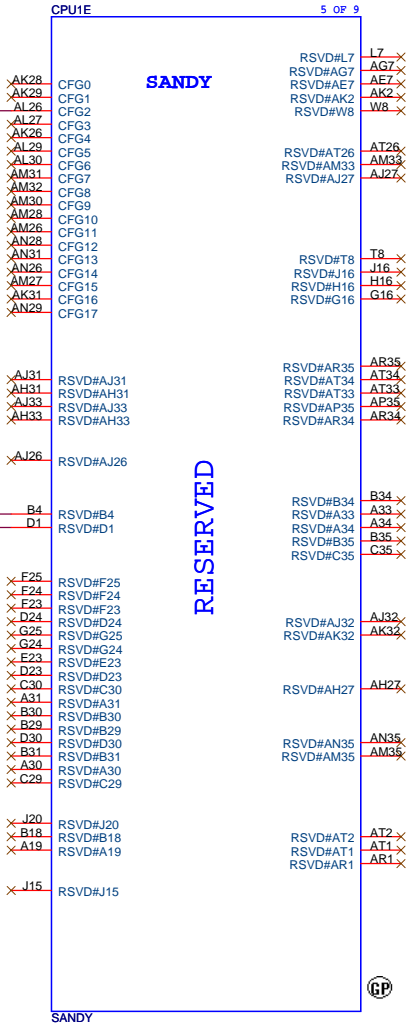 CPU1E 5 OF 9
SANDY
AK28 CFG0
AK29 CFG1
AL26 CFG2
AL27 CFG3
AK26 CFG4
AL29 CFG5
AL30 CFG6
AM31 CFG7
AM32 CFG8
AM30 CFG9
AM28 CFG10
AM26 CFG11
AN28 CFG12
AN31 CFG13
AN26 CFG14
AM27 CFG15
AK31 CFG16
AN29 CFG17
AJ31 RSVD#AJ31
AH31 RSVD#AH31
AJ33 RSVD#AJ33
AH33 RSVD#AH33
AJ26 RSVD#AJ26
B4 RSVD#B4
D1 RSVD#D1
F25 RSVD#F25
F24 RSVD#F24
F23 RSVD#F23
D24 RSVD#D24
G25 RSVD#G25
G24 RSVD#G24
E23 RSVD#E23
D23 RSVD#D23
C30 RSVD#C30
A31 RSVD#A31
B30 RSVD#B30
B29 RSVD#B29
D30 RSVD#D30
B31 RSVD#B31
A30 RSVD#A30
C29 RSVD#C29
J20 RSVD#J20
B18 RSVD#B18
A19 RSVD#A19
J15 RSVD#J15
RESERVED
RSVD#L7 L7
RSVD#AG7 AG7
RSVD#AE7 AE7
RSVD#AK2 AK2
RSVD#W8 W8
RSVD#AT26 AT26
RSVD#AM33 AM33
RSVD#AJ27 AJ27
RSVD#T8 T8
RSVD#J16 J16
RSVD#H16 H16
RSVD#G16 G16
RSVD#AR35 AR35
RSVD#AT34 AT34
RSVD#AT33 AT33
RSVD#AP35 AP35
RSVD#AR34 AR34
RSVD#B34 B34
RSVD#A33 A33
RSVD#A34 A34
RSVD#B35 B35
RSVD#C35 C35
RSVD#AJ32 AJ32
RSVD#AK32 AK32
RSVD#AH27 AH27
RSVD#AN35 AN35
RSVD#AM35 AM35
RSVD#AT2 AT2
RSVD#AT1 AT1
RSVD#AR1 AR1
GP
SANDY